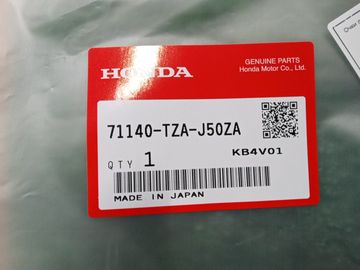 HONDA
GENUINE PARTS
Honda Motor Co., Ltd.
71140-TZA-J50ZA
QTY 1
KB4V01
MADE IN JAPAN